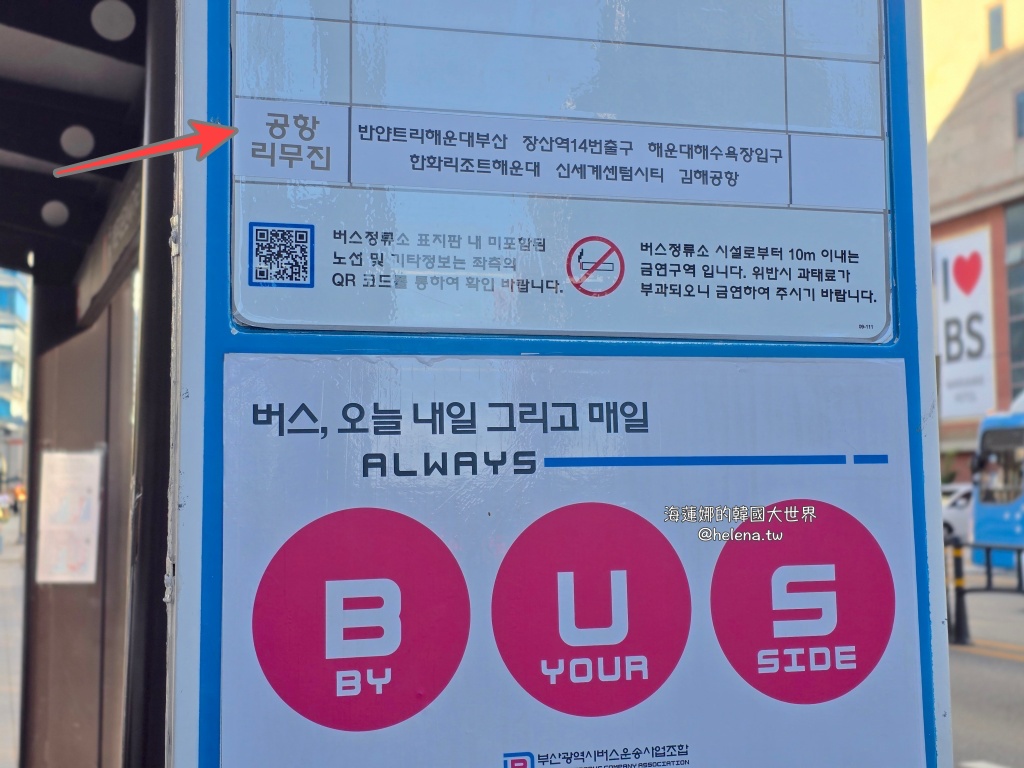 공항
리무진
반얀트리해운대부산 장산역14번출구 해운대해수욕장입구
한화리조트해운대 신세계센텀시티 김해공항
버스정류소 표지판 내 미포함된
노선 및 기타정보는 좌측의
QR 코드를 통하여 확인 바랍니다.
버스정류소 시설로부터 10m 이내는
금연구역 입니다. 위반시 과태료가
부과되오니 금연하여 주시기 바랍니다.
09-111
버스, 오늘 내일 그리고 매일
ALWAYS
海蓮娜的韓國大世界
@helena.tw
B
BY
U
YOUR
S
SIDE
부산광역시버스운송사업조합
COMPANY ASSOCIATION
I
BS